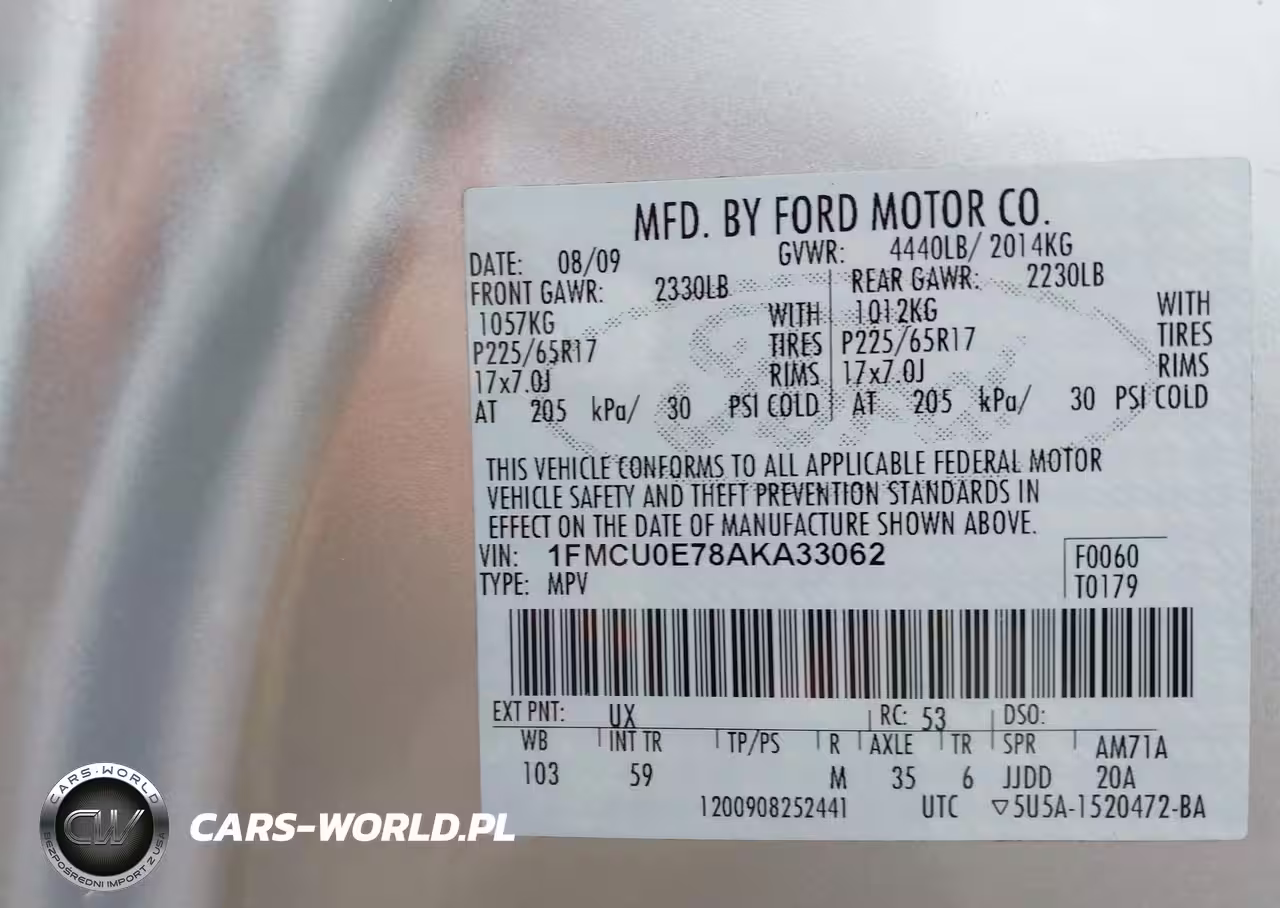 MFD. BY FORD MOTOR CO.
DATE: 08/09 GVWR: 4440LB/ 2014KG
FRONT GAWR: 2330LB REAR GAWR: 2230LB
1057KG WITH 1012KG WITH
P225/65R17 TIRES P225/65R17 TIRES
17x7.0J RIMS 17x7.0J RIMS
AT 205 kPa/ 30 PSI COLD AT 205 kPa/ 30 PSI COLD
THIS VEHICLE CONFORMS TO ALL APPLICABLE FEDERAL MOTOR
VEHICLE SAFETY AND THEFT PREVENTION STANDARDS IN
EFFECT ON THE DATE OF MANUFACTURE SHOWN ABOVE.
VIN: 1FMCU0E78AKA33062 F0060
TYPE: MPV T0179
EXT PNT: UX RC: 53 DSO:
WB INT TR TP/PS R AXLE TR SPR AM71A
103 59 M 35 6 JJDD 20A
1200908252441 UTC ▽5U5A-1520472-BA
CARS-WORLD
CW
BEZPOŚREDNI IMPORT Z USA
CARS-WORLD.PL